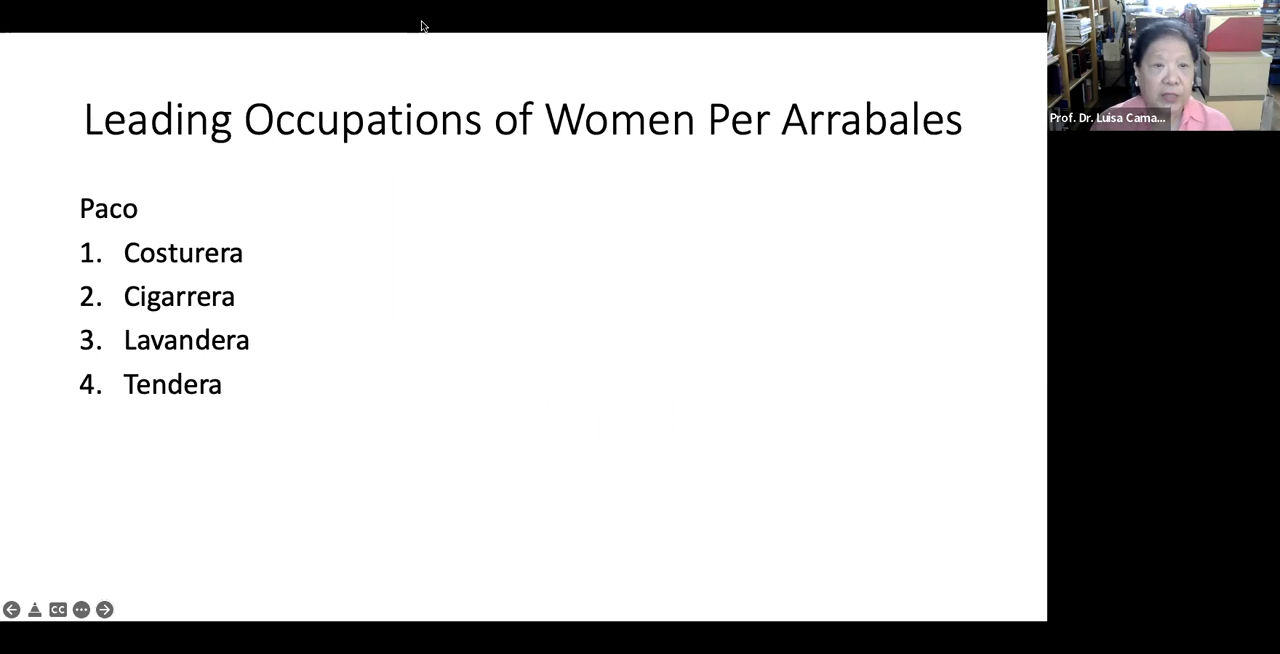 Leading Occupations of Women Per Arrabales
Paco
1. Costurera
2. Cigarrera
3. Lavandera
4. Tendera
Prof. Dr. Luisa Cama...
CC